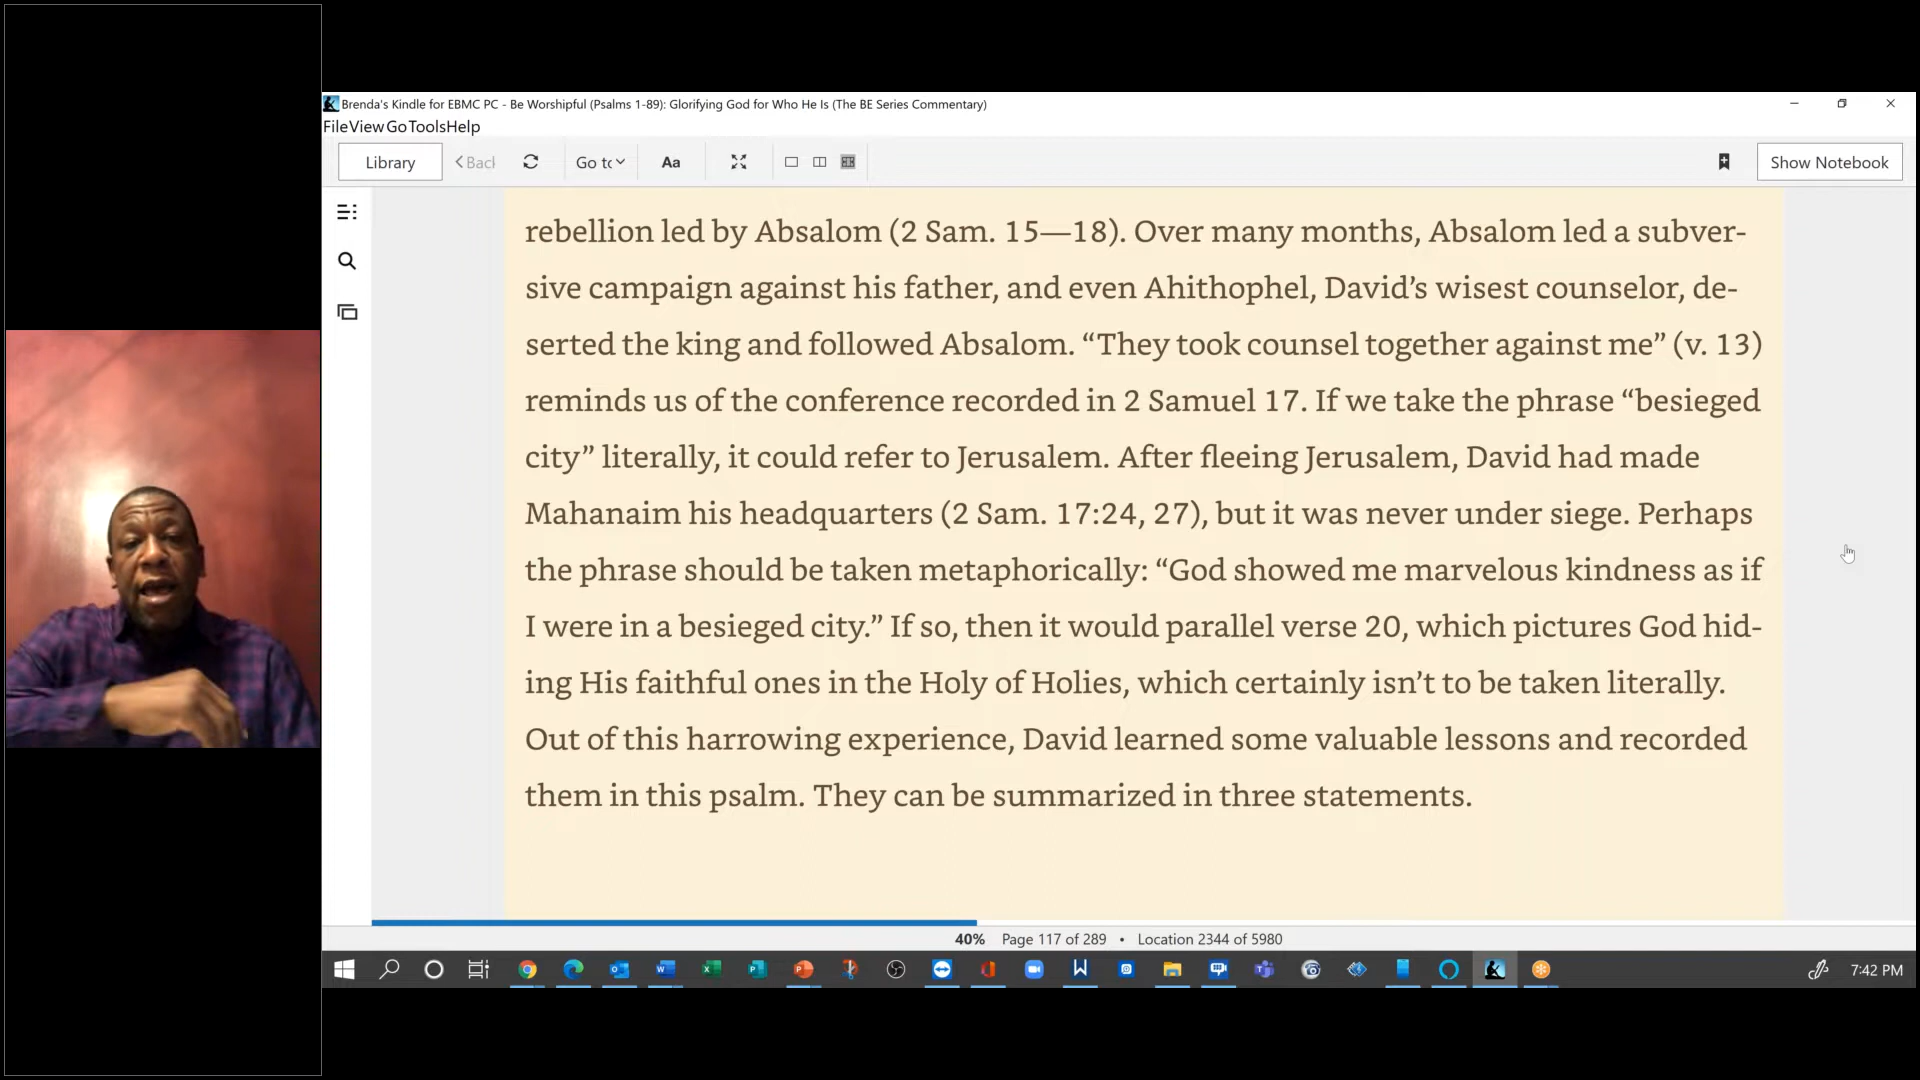 Brenda's Kindle for EBMC PC - Be Worshipful (Psalms 1-89): Glorifying God for Who He Is (The BE Series Commentary)
File View Go Tools Help
Library Bacl Go tc Aa Show Notebook
rebellion led by Absalom (2 Sam. 15—18). Over many months, Absalom led a subver-
sive campaign against his father, and even Ahithophel, David’s wisest counselor, de-
serted the king and followed Absalom. “They took counsel together against me” (v. 13)
reminds us of the conference recorded in 2 Samuel 17. If we take the phrase “besieged
city” literally, it could refer to Jerusalem. After fleeing Jerusalem, David had made
Mahanaim his headquarters (2 Sam. 17:24, 27), but it was never under siege. Perhaps
the phrase should be taken metaphorically: “God showed me marvelous kindness as if
I were in a besieged city.” If so, then it would parallel verse 20, which pictures God hid-
ing His faithful ones in the Holy of Holies, which certainly isn’t to be taken literally.
Out of this harrowing experience, David learned some valuable lessons and recorded
them in this psalm. They can be summarized in three statements.
40% Page 117 of 289 • Location 2344 of 5980
7:42 PM